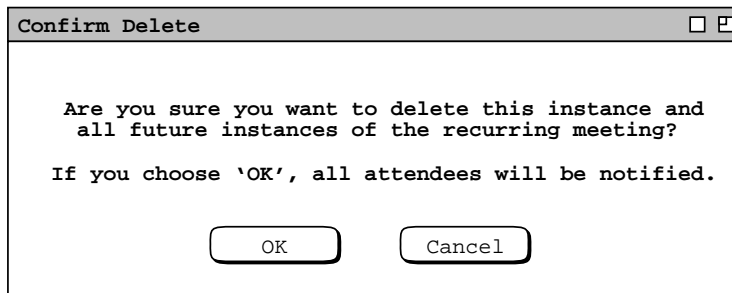 Confirm Delete
Are you sure you want to delete this instance and
all future instances of the recurring meeting?
If you choose ‘OK’, all attendees will be notified.
OK
Cancel